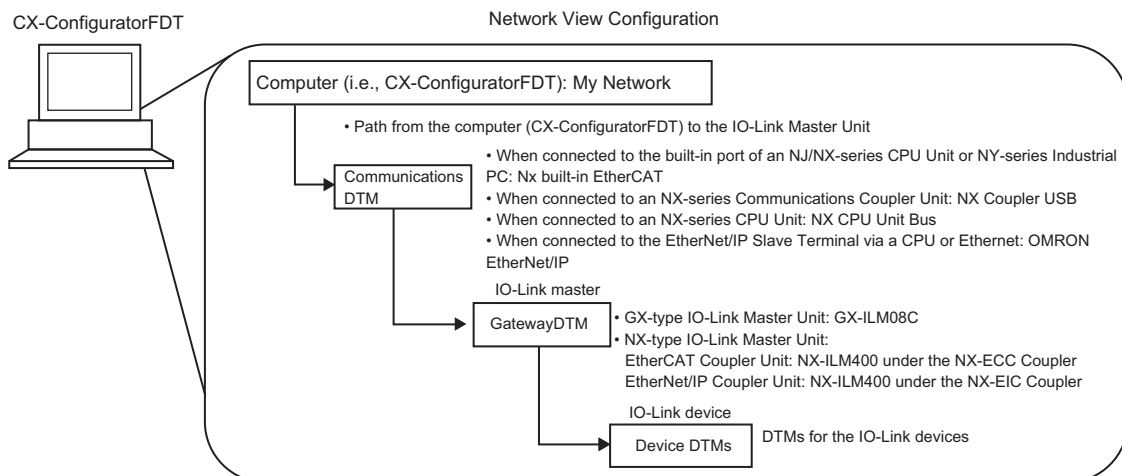 CX-ConfiguratorFDT
Network View Configuration
Computer (i.e., CX-ConfiguratorFDT): My Network
• Path from the computer (CX-ConfiguratorFDT) to the IO-Link Master Unit
Communications
DTM
• When connected to the built-in port of an NJ/NX-series CPU Unit or NY-series Industrial
PC: Nx built-in EtherCAT
• When connected to an NX-series Communications Coupler Unit: NX Coupler USB
• When connected to an NX-series CPU Unit: NX CPU Unit Bus
• When connected to the EtherNet/IP Slave Terminal via a CPU or Ethernet: OMRON
EtherNet/IP
IO-Link master
GatewayDTM
• GX-type IO-Link Master Unit: GX-ILM08C
• NX-type IO-Link Master Unit:
EtherCAT Coupler Unit: NX-ILM400 under the NX-ECC Coupler
EtherNet/IP Coupler Unit: NX-ILM400 under the NX-EIC Coupler
IO-Link device
Device DTMs
DTMs for the IO-Link devices